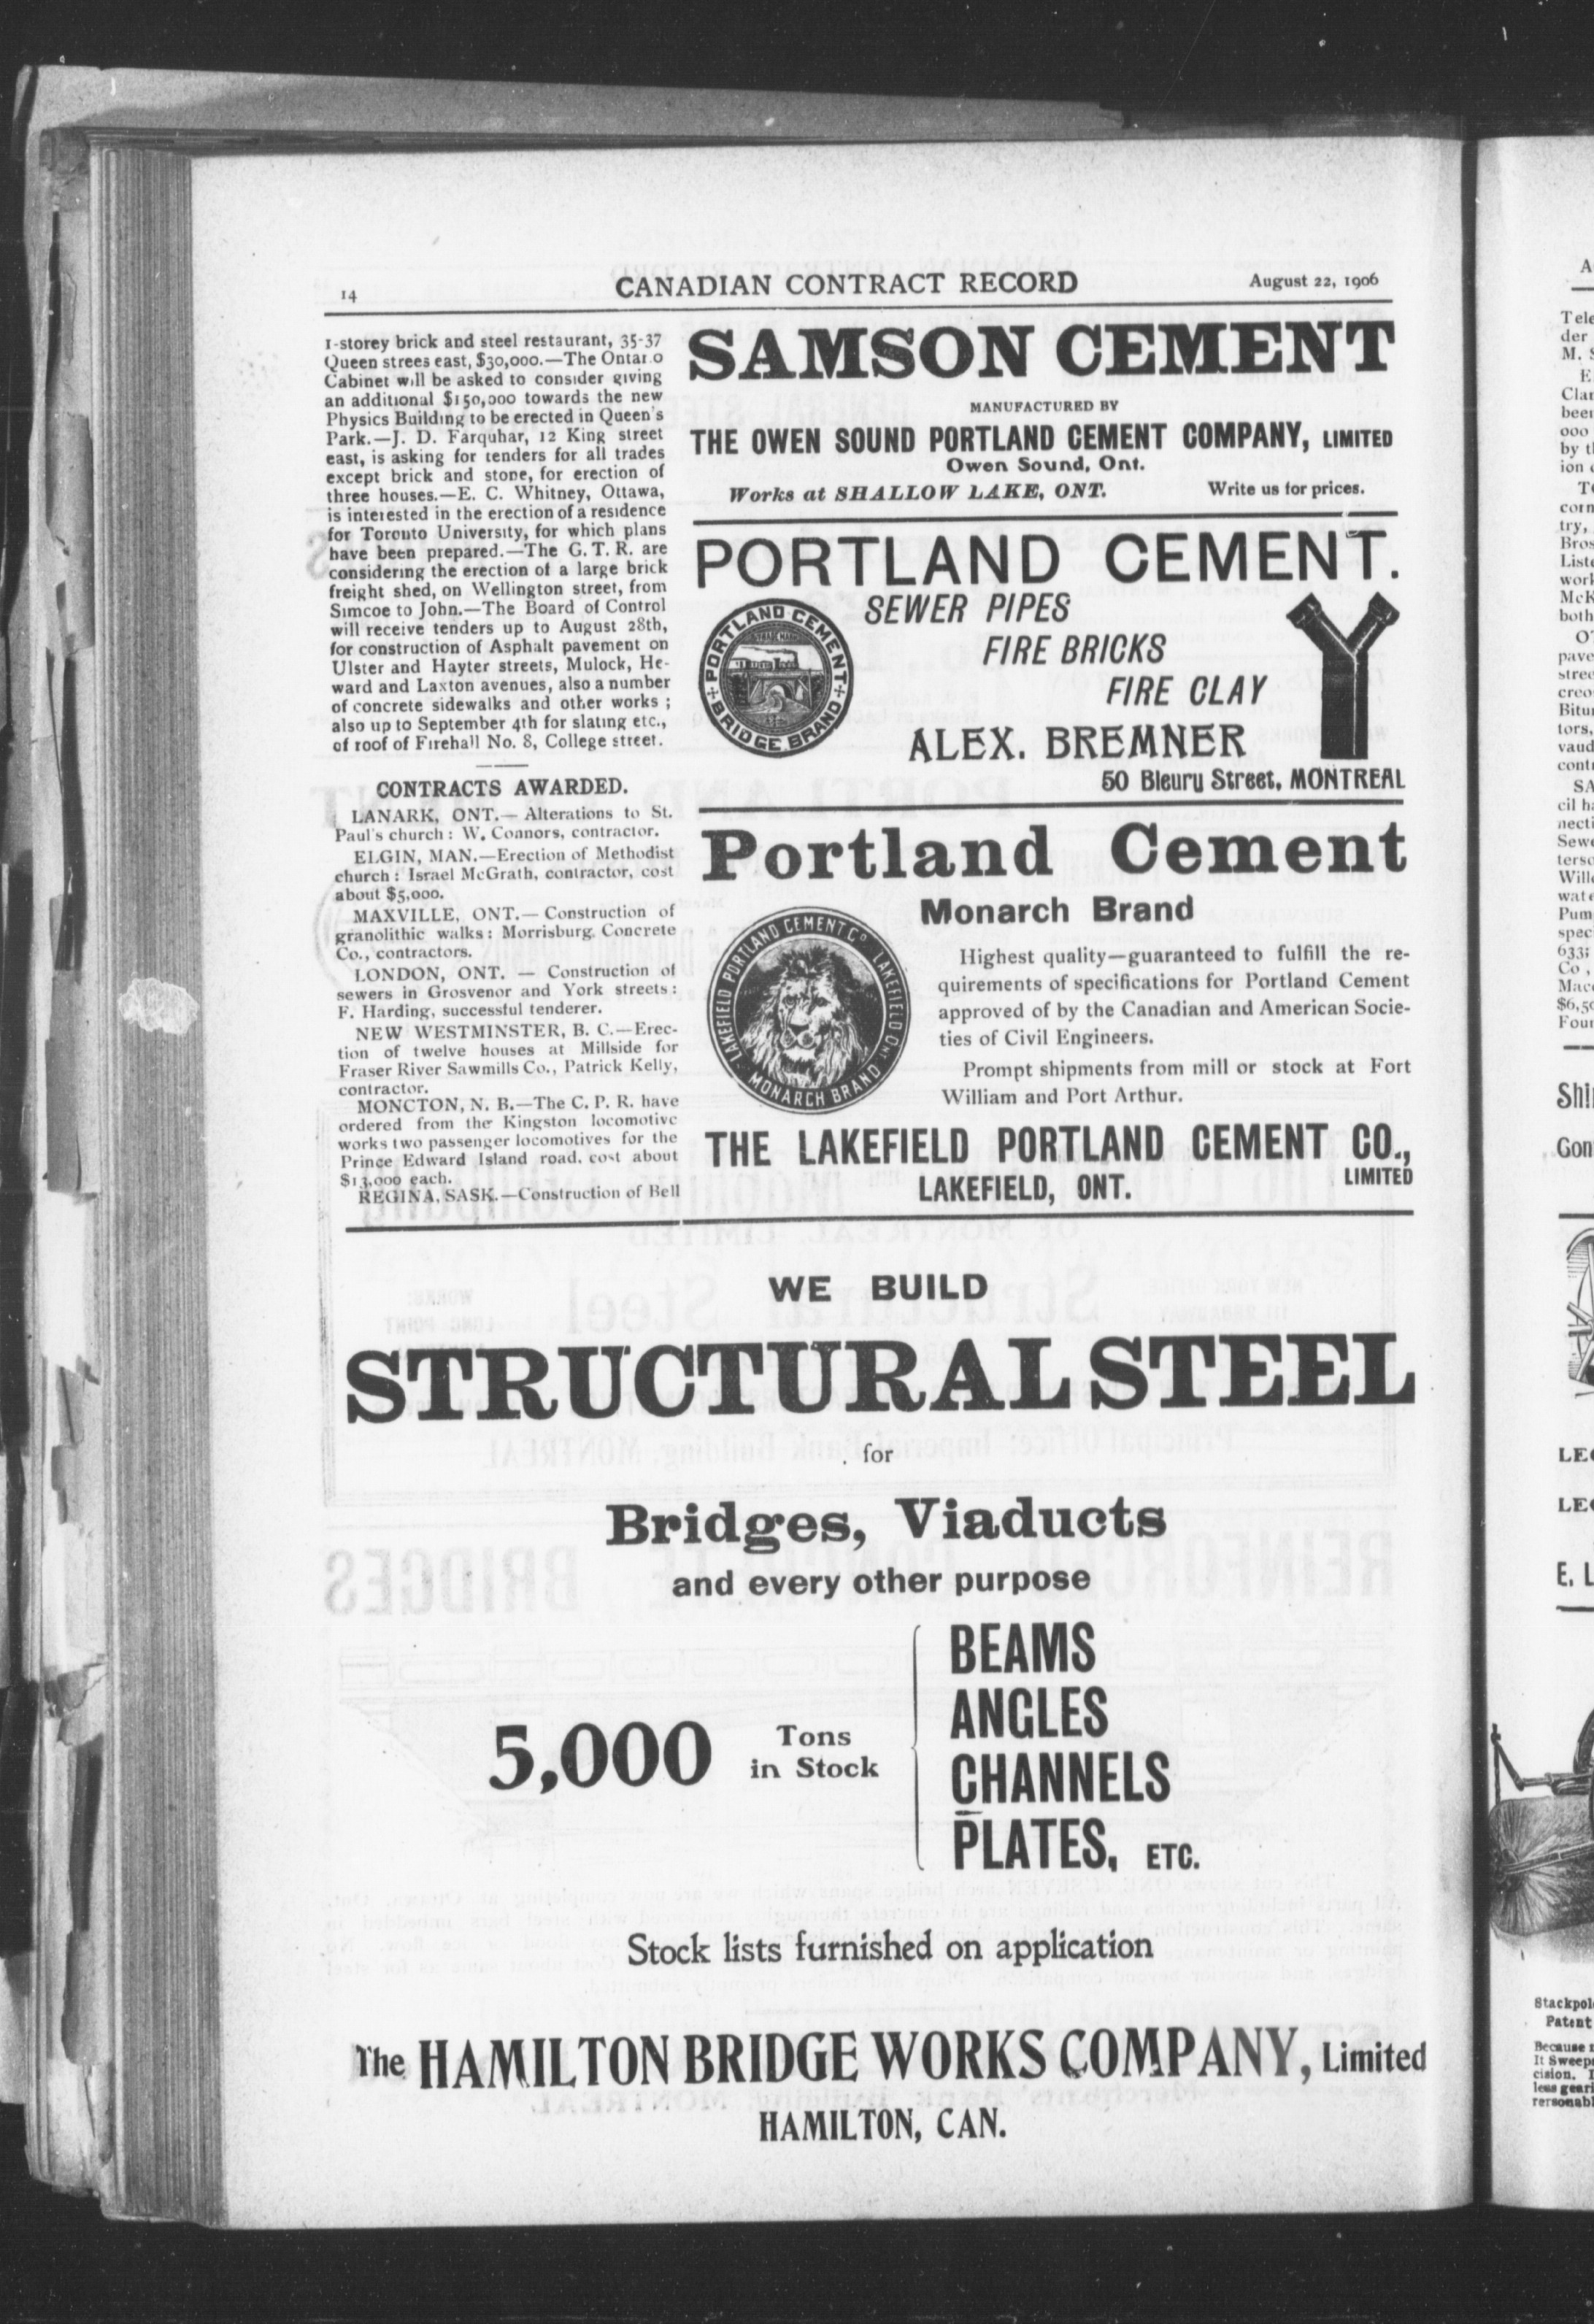 14
CANADIAN CONTRACT RECORD
August 22, 1906
1-storey brick and steel restaurant, 35-37
Queen strees east, $30,000.—The Ontario
Cabinet will be asked to consider giving
an additional $150,000 towards the new
Physics Building to be erected in Queen's
Park.—J. D. Farquhar, 12 King street
east, is asking for tenders for all trades
except brick and stone, for erection of
three houses.—E. C. Whitney, Ottawa,
is interested in the erection of a residence
for Toronto University, for which plans
have been prepared.—The G. T. R. are
considering the erection of a large brick
freight shed, on Wellington street, from
Simcoe to John.—The Board of Control
will receive tenders up to August 28th,
for construction of Asphalt pavement on
Ulster and Hayter streets, Mulock, He-
ward and Laxton avenues, also a number
of concrete sidewalks and other works ;
also up to September 4th for slating etc.,
of roof of Firehall No. 8, College street.
CONTRACTS AWARDED.
LANARK, ONT.— Alterations to St.
Paul's church : W. Connors, contractor.
ELGIN, MAN.—Erection of Methodist
church : Israel McGrath, contractor, cost
about $5,000.
MAXVILLE, ONT.— Construction of
granolithic walks : Morrisburg Concrete
Co., contractors.
LONDON, ONT. — Construction of
sewers in Grosvenor and York streets :
F. Harding, successful tenderer.
NEW WESTMINSTER, B. C.—Erec-
tion of twelve houses at Millside for
Fraser River Sawmills Co., Patrick Kelly,
contractor.
MONCTON, N. B.—The C. P. R. have
ordered from the Kingston locomotive
works two passenger locomotives for the
Prince Edward Island road, cost about
$13,000 each.
REGINA, SASK.—Construction of Bell
SAMSON CEMENT
MANUFACTURED BY
THE OWEN SOUND PORTLAND CEMENT COMPANY, LIMITED
Owen Sound, Ont.
Works at SHALLOW LAKE, ONT. Write us for prices.
PORTLAND CEMENT.
PORTLAND CEMENT
TRADE MARK
BRIDGE BRAND
SEWER PIPES
FIRE BRICKS
FIRE CLAY
ALEX. BREMNER
50 Bleury Street, MONTREAL
Portland Cement
Monarch Brand
LAKEFIELD PORTLAND CEMENT Co. LAKEFIELD ONT
MONARCH BRAND
Highest quality—guaranteed to fulfill the re-
quirements of specifications for Portland Cement
approved of by the Canadian and American Socie-
ties of Civil Engineers.
Prompt shipments from mill or stock at Fort
William and Port Arthur.
THE LAKEFIELD PORTLAND CEMENT CO.,
LIMITED
LAKEFIELD, ONT.
WE BUILD
STRUCTURAL STEEL
for
Bridges, Viaducts
and every other purpose
5,000 Tons
in Stock
BEAMS
ANGLES
CHANNELS
PLATES, ETC.
Stock lists furnished on application
The HAMILTON BRIDGE WORKS COMPANY, Limited
HAMILTON, CAN.